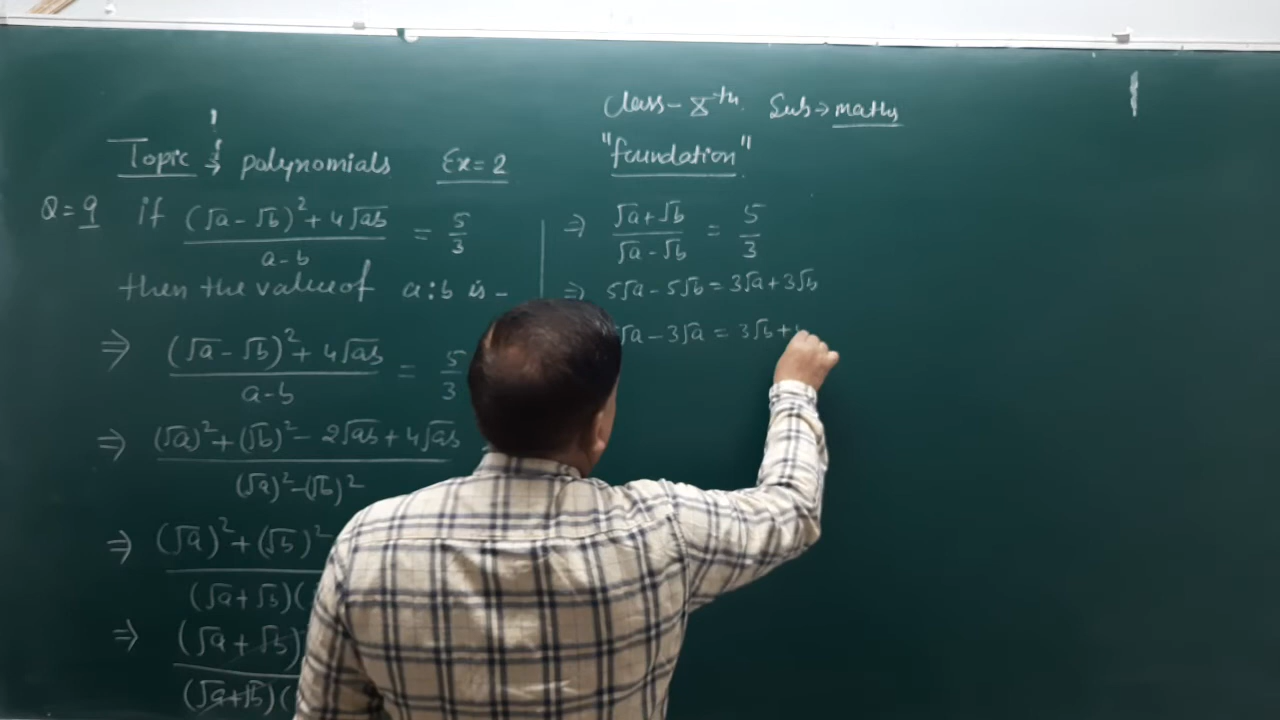 Class - X th. Sub → maths
Topic → polynomials Ex = 2 "foundation"
Q = 9 if ((√a - √b)² + 4√ab) / (a-b) = 5/3
then the value of a:b is -
⇒ ((√a - √b)² + 4√ab) / (a-b) = 5/3
⇒ ((√a)² + (√b)² - 2√ab + 4√ab) / ((√a)² - (√b)²)
⇒ (√a)² + (√b)² / (√a + √b)(
⇒ (√a + √b) / (√a + √b)(
⇒ (√a + √b) / (√a - √b) = 5/3
⇒ 5√a - 5√b = 3√a + 3√b
√a - 3√a = 3√b +